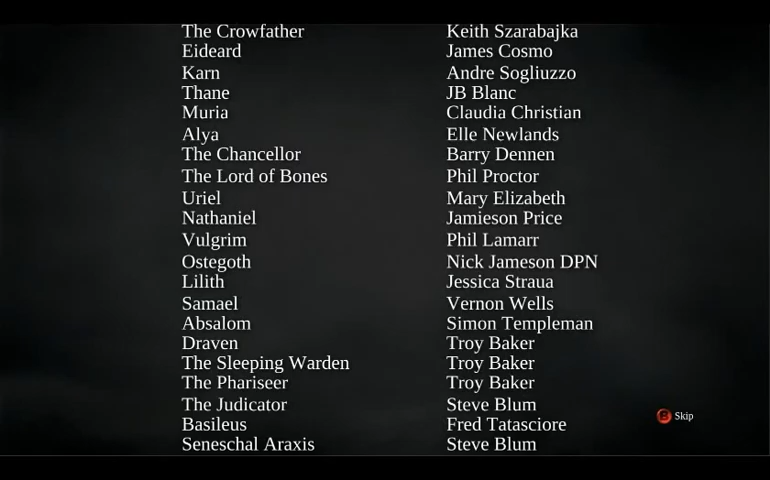 The Crowfather Keith Szarabajka
Eideard James Cosmo
Karn Andre Sogliuzzo
Thane JB Blanc
Muria Claudia Christian
Alya Elle Newlands
The Chancellor Barry Dennen
The Lord of Bones Phil Proctor
Uriel Mary Elizabeth
Nathaniel Jamieson Price
Vulgrim Phil Lamarr
Ostegoth Nick Jameson DPN
Lilith Jessica Straua
Samael Vernon Wells
Absalom Simon Templeman
Draven Troy Baker
The Sleeping Warden Troy Baker
The Phariseer Troy Baker
The Judicator Steve Blum
Basileus Fred Tatasciore
B Skip
Seneschal Araxis Steve Blum